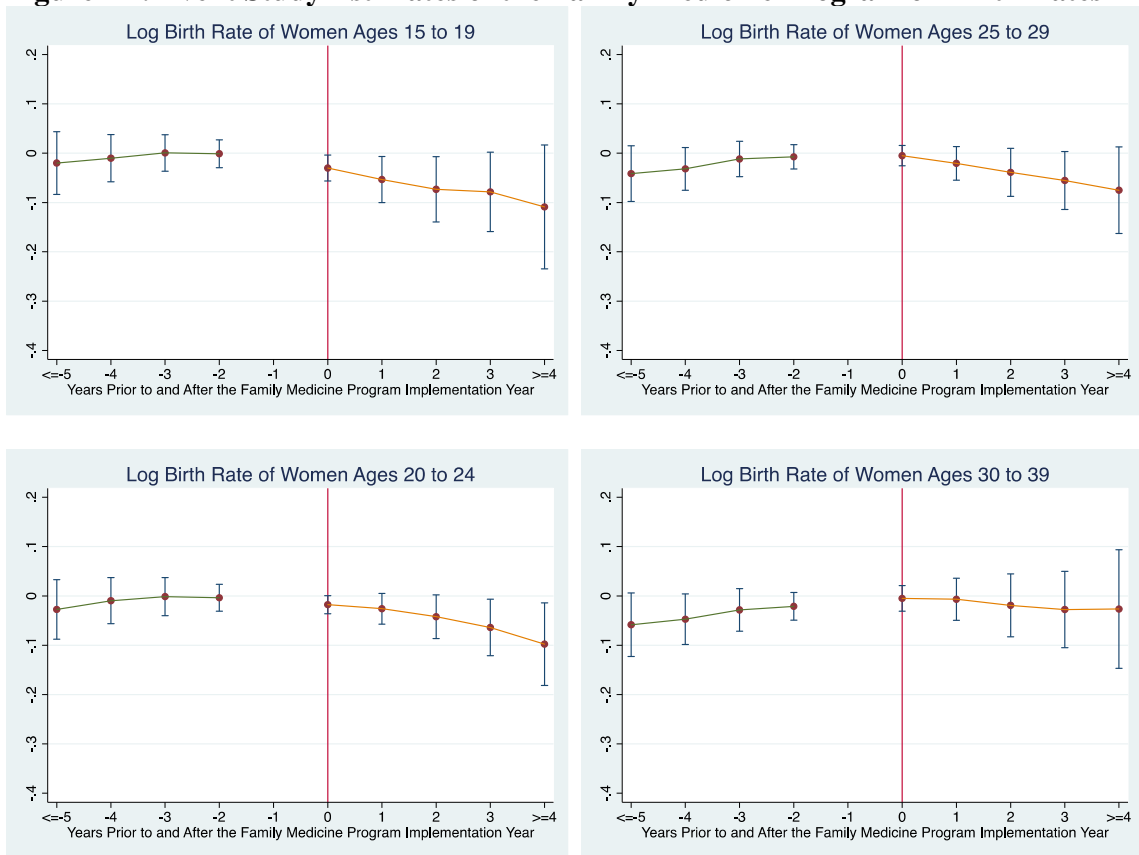 Log Birth Rate of Women Ages 15 to 19
.2
.1
0
-.1
-.2
-.3
-.4
<=-5 -4 -3 -2 -1 0 1 2 3 >=4
Years Prior to and After the Family Medicine Program Implementation Year
Log Birth Rate of Women Ages 25 to 29
.2
.1
0
-.1
-.2
-.3
-.4
<=-5 -4 -3 -2 -1 0 1 2 3 >=4
Years Prior to and After the Family Medicine Program Implementation Year
Log Birth Rate of Women Ages 20 to 24
.2
.1
0
-.1
-.2
-.3
-.4
<=-5 -4 -3 -2 -1 0 1 2 3 >=4
Years Prior to and After the Family Medicine Program Implementation Year
Log Birth Rate of Women Ages 30 to 39
.2
.1
0
-.1
-.2
-.3
-.4
<=-5 -4 -3 -2 -1 0 1 2 3 >=4
Years Prior to and After the Family Medicine Program Implementation Year